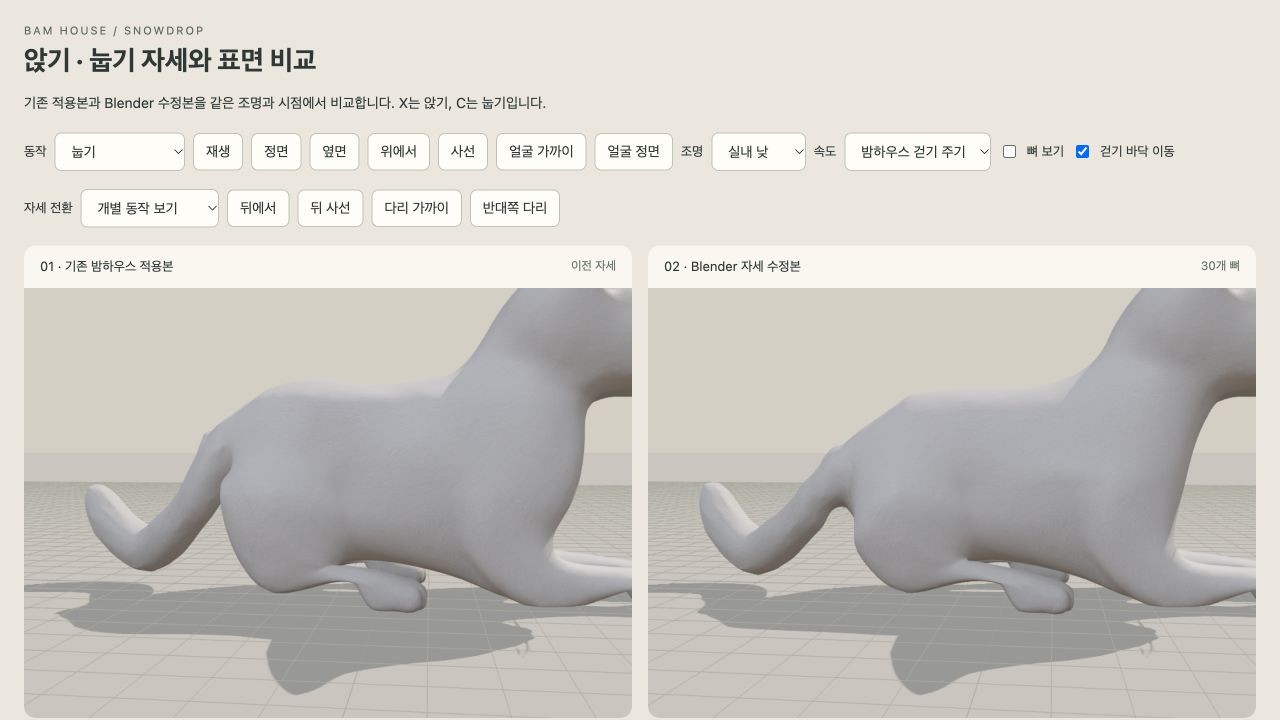 BAM HOUSE / SNOWDROP
앉기 · 눕기 자세와 표면 비교
기존 적용본과 Blender 수정본을 같은 조명과 시점에서 비교합니다. X는 앉기, C는 눕기입니다.
동작 눕기 재생 정면 옆면 위에서 사선 얼굴 가까이 얼굴 정면 조명 실내 낮 속도 밤하우스 걷기 주기 뼈 보기 걷기 바닥 이동
자세 전환 개별 동작 보기 뒤에서 뒤 사선 다리 가까이 반대쪽 다리
01 · 기존 밤하우스 적용본 이전 자세
02 · Blender 자세 수정본 30개 뼈